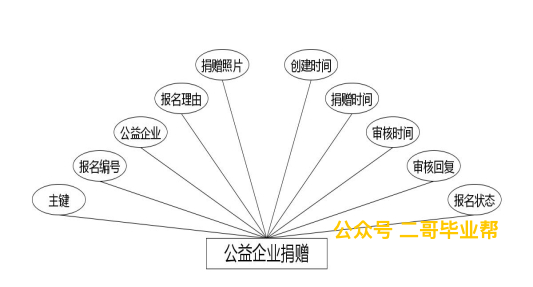 捐赠照片 创建时间
报名理由 捐赠时间
公益企业 审核时间
报名编号 审核回复
主键 报名状态
公众号 二哥毕业帮
公益企业捐赠